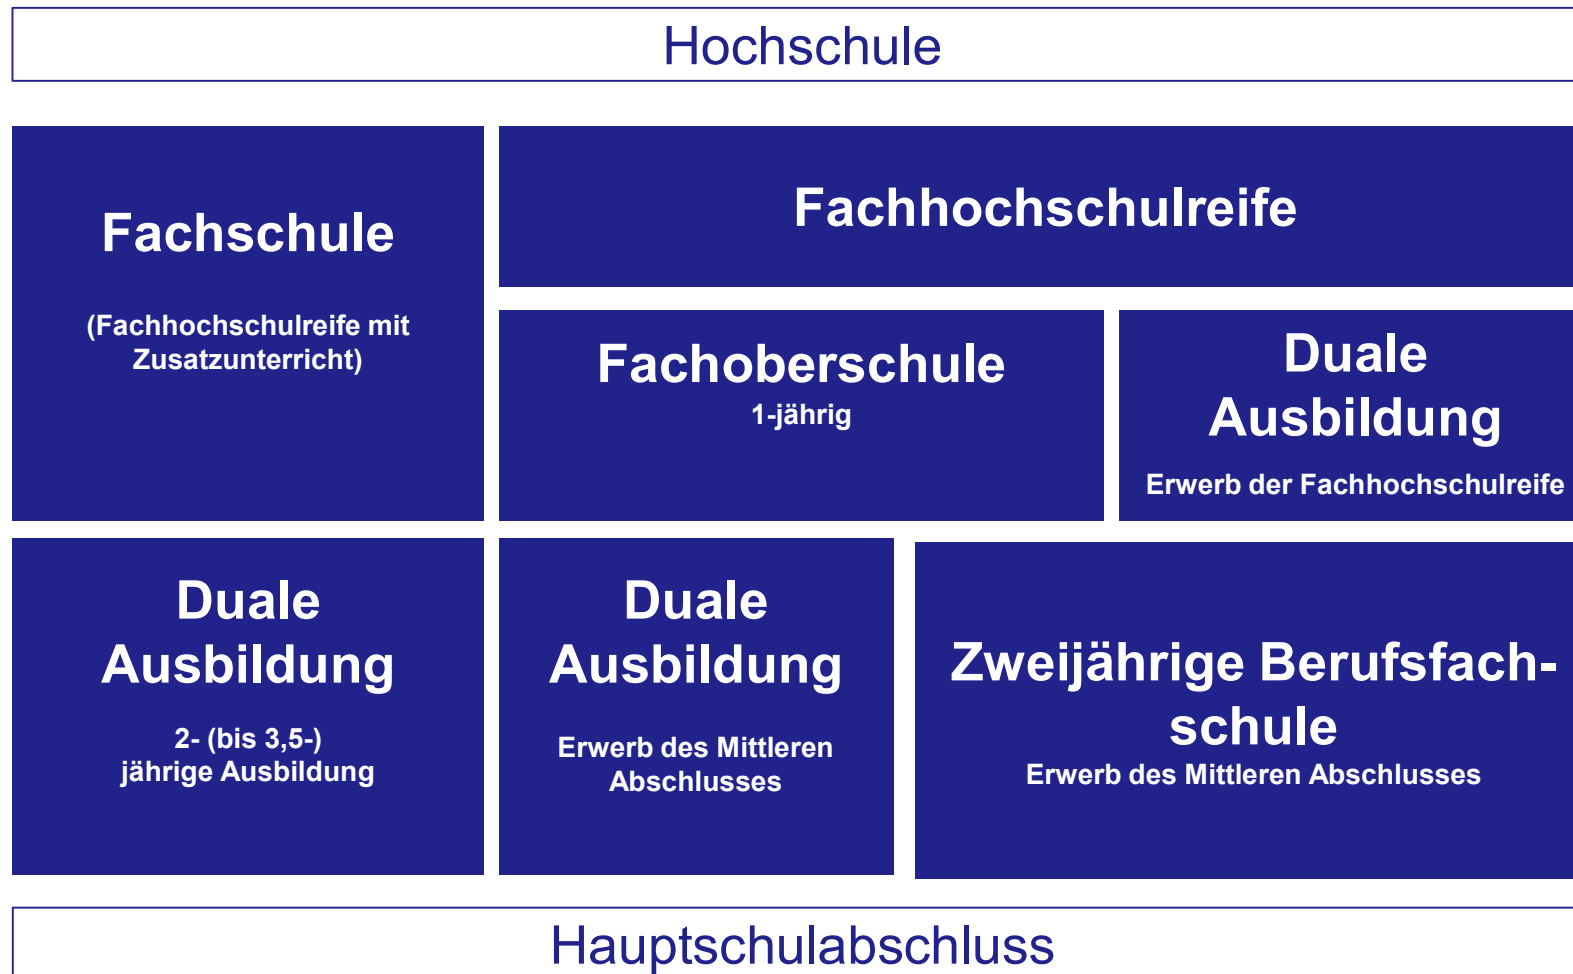 Hochschule
Fachschule
(Fachhochschulreife mit
Zusatzunterricht)
Fachhochschulreife
Fachoberschule
1-jährig
Duale
Ausbildung
Erwerb der Fachhochschulreife
Duale
Ausbildung
2- (bis 3,5-)
jährige Ausbildung
Duale
Ausbildung
Erwerb des Mittleren
Abschlusses
Zweijährige Berufsfach-
schule
Erwerb des Mittleren Abschlusses
Hauptschulabschluss